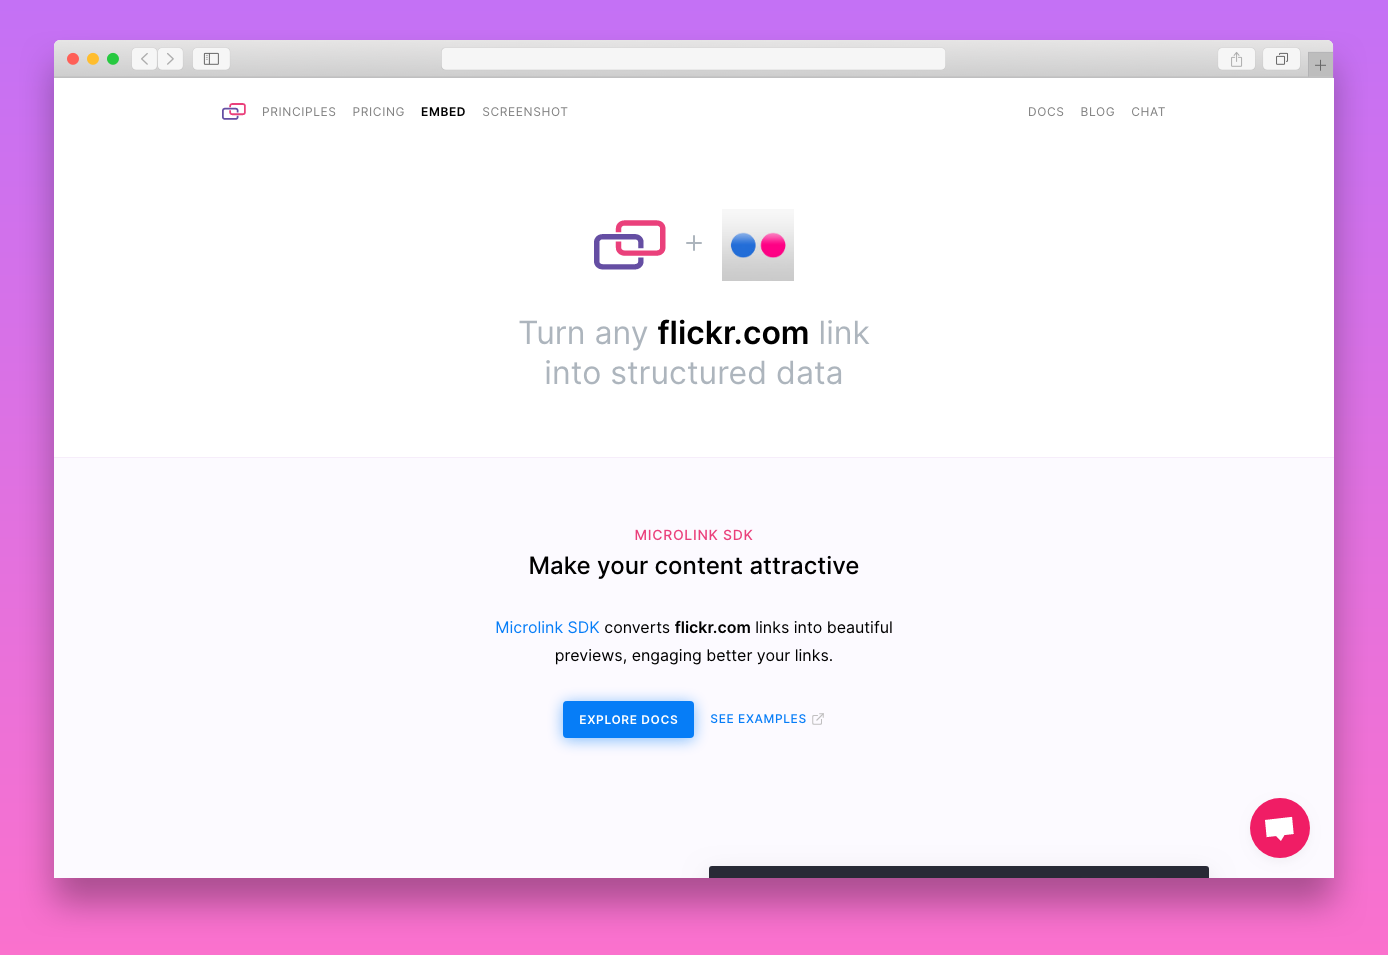 PRINCIPLES PRICING EMBED SCREENSHOT DOCS BLOG CHAT
Turn any flickr.com link
into structured data
MICROLINK SDK
Make your content attractive
Microlink SDK converts flickr.com links into beautiful
previews, engaging better your links.
EXPLORE DOCS SEE EXAMPLES